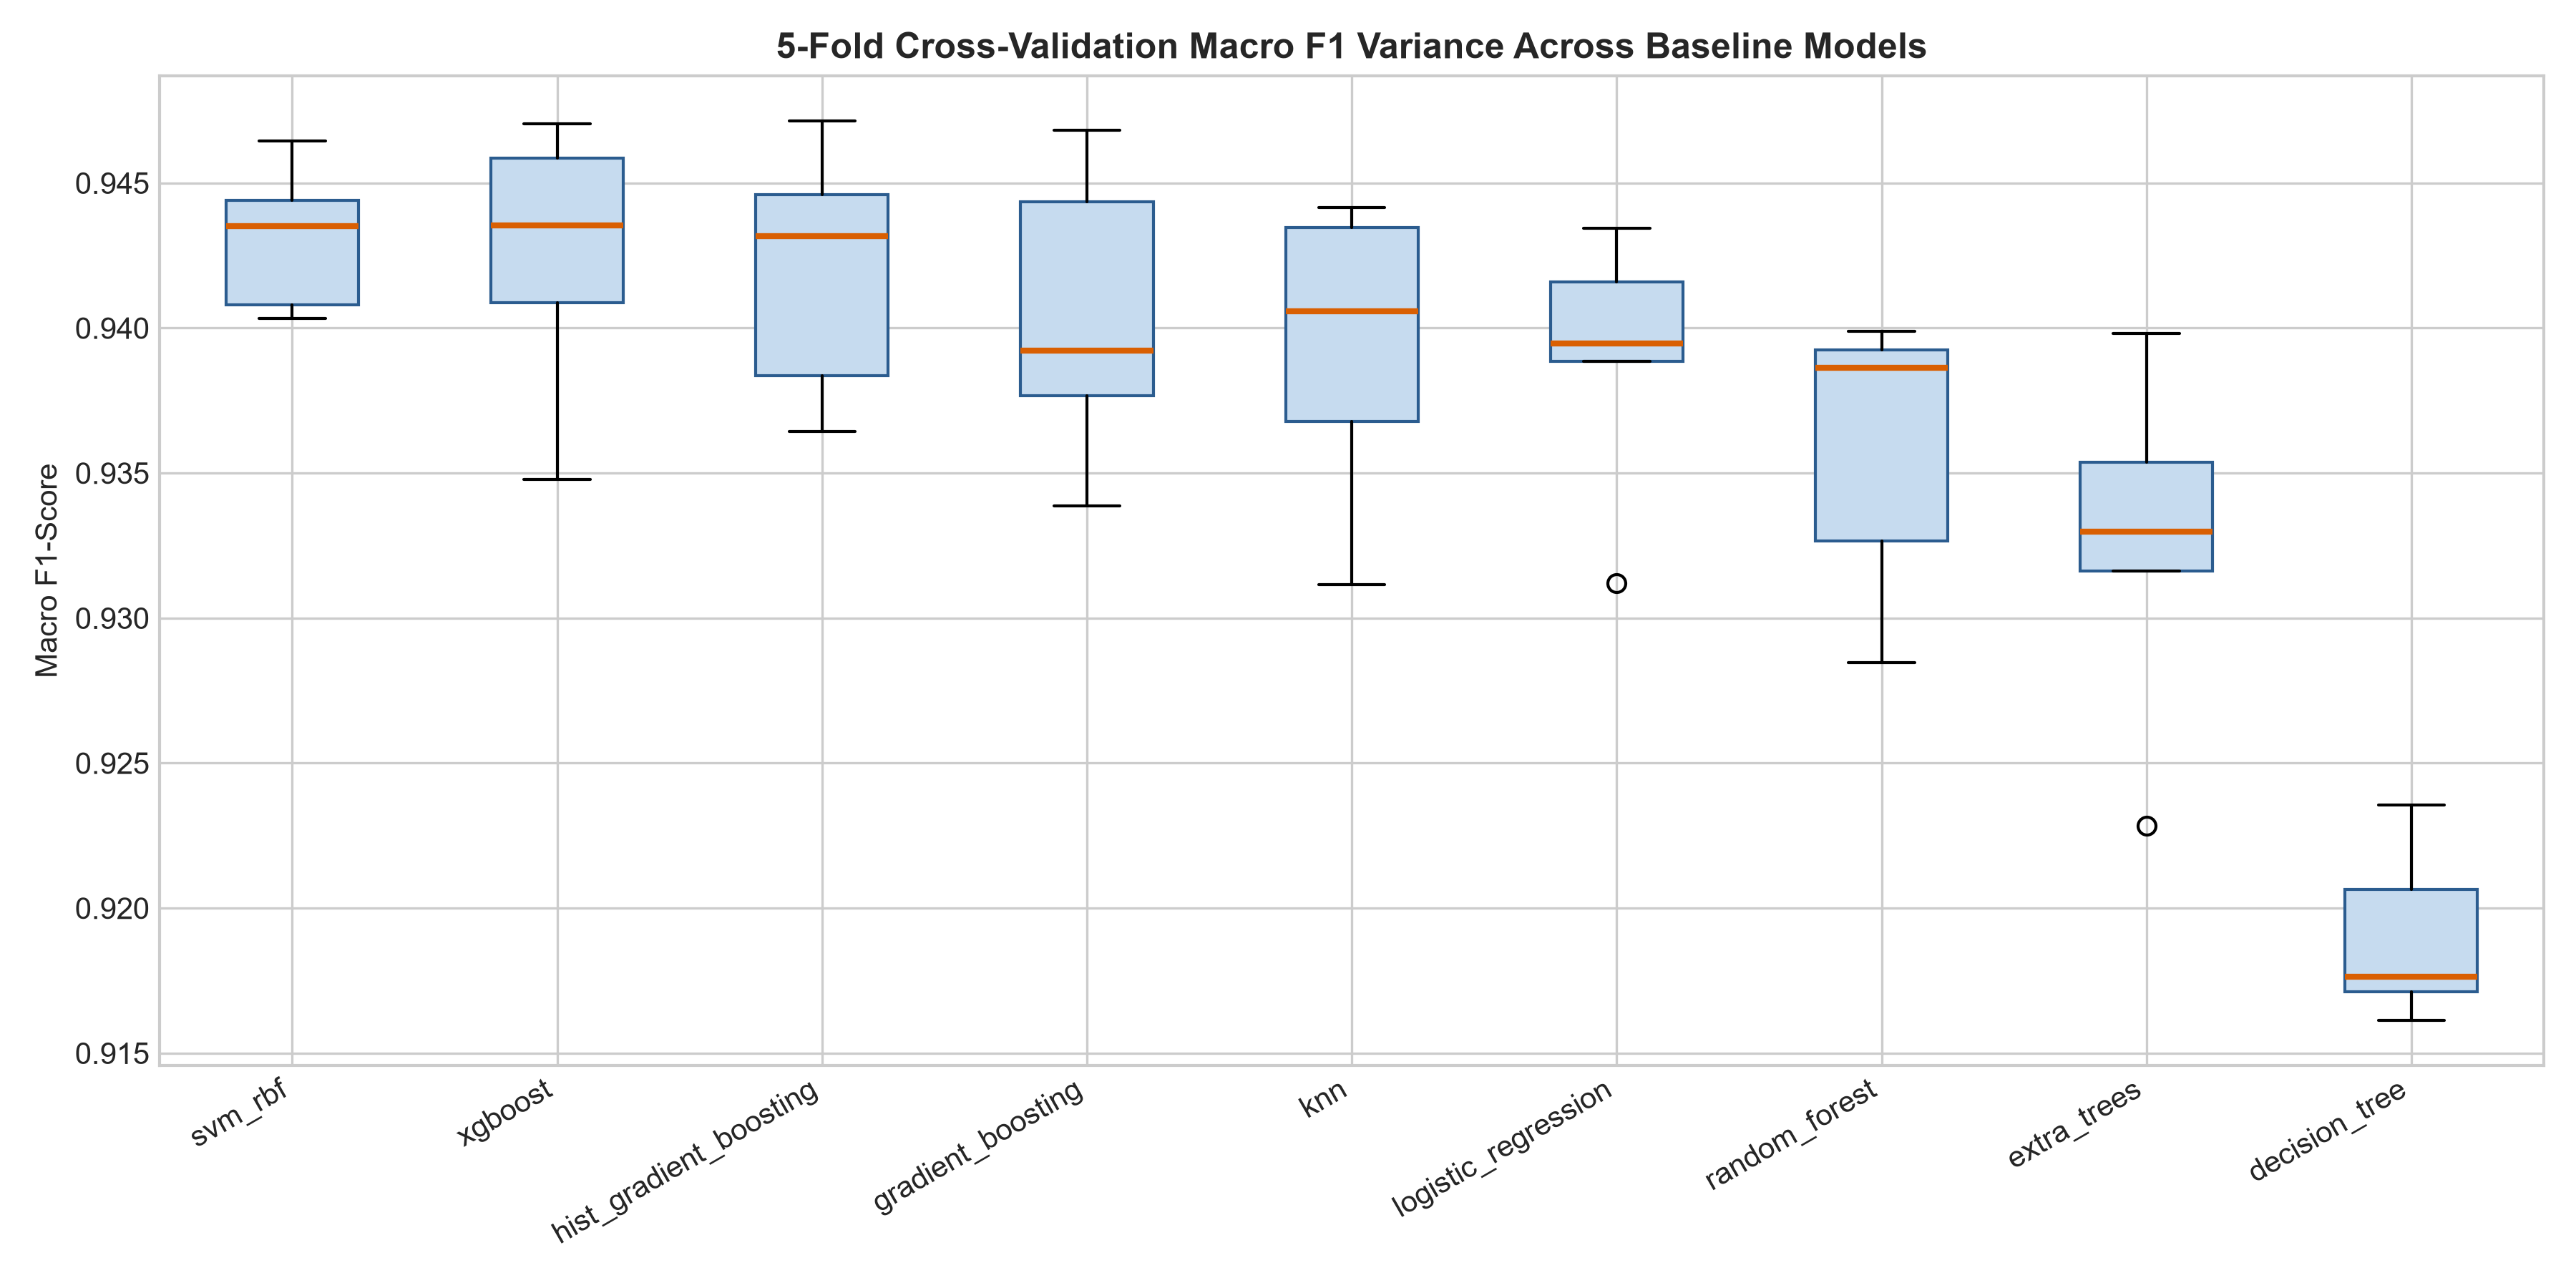 5-Fold Cross-Validation Macro F1 Variance Across Baseline Models
Macro F1-Score
0.945
0.940
0.935
0.930
0.925
0.920
0.915
svm_rbf
xgboost
hist_gradient_boosting
gradient_boosting
knn
logistic_regression
random_forest
extra_trees
decision_tree